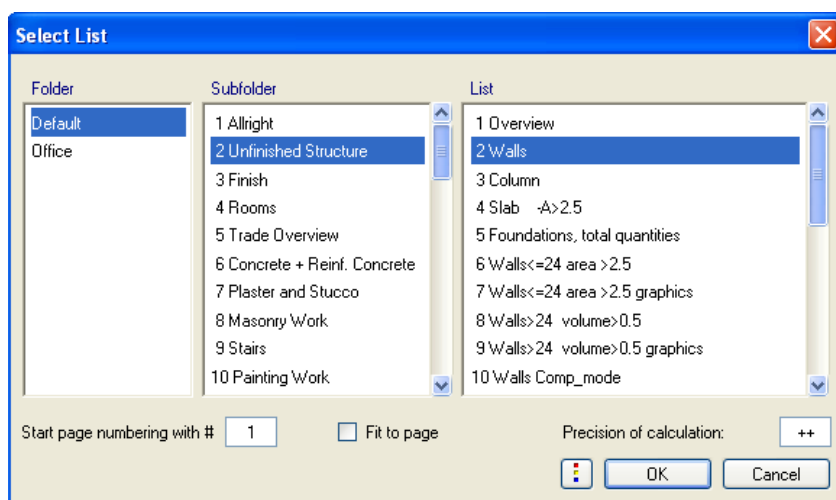 Select List
Folder
Subfolder
List
Default
Office
1 Allright
2 Unfinished Structure
3 Finish
4 Rooms
5 Trade Overview
6 Concrete + Reinf. Concrete
7 Plaster and Stucco
8 Masonry Work
9 Stairs
10 Painting Work
1 Overview
2 Walls
3 Column
4 Slab -A>2.5
5 Foundations, total quantities
6 Walls<=24 area >2.5
7 Walls<=24 area >2.5 graphics
8 Walls>24 volume>0.5
9 Walls>24 volume>0.5 graphics
10 Walls Comp_mode
Start page numbering with # 1
Fit to page
Precision of calculation: ++
OK
Cancel